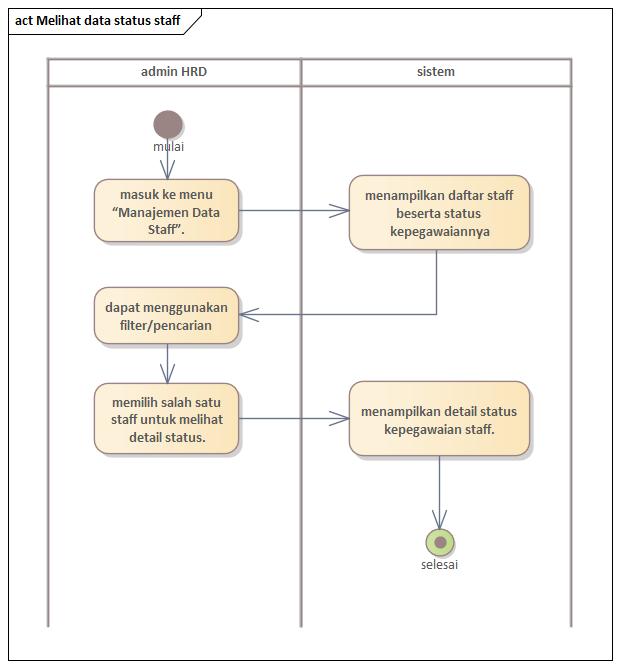 act Melihat data status staff
admin HRD
sistem
mulai
masuk ke menu
“Manajemen Data
Staff”.
menampilkan daftar staff
beserta status
kepegawaiannya
dapat menggunakan
filter/pencarian
memilih salah satu
staff untuk melihat
detail status.
menampilkan detail status
kepegawaian staff.
selesai